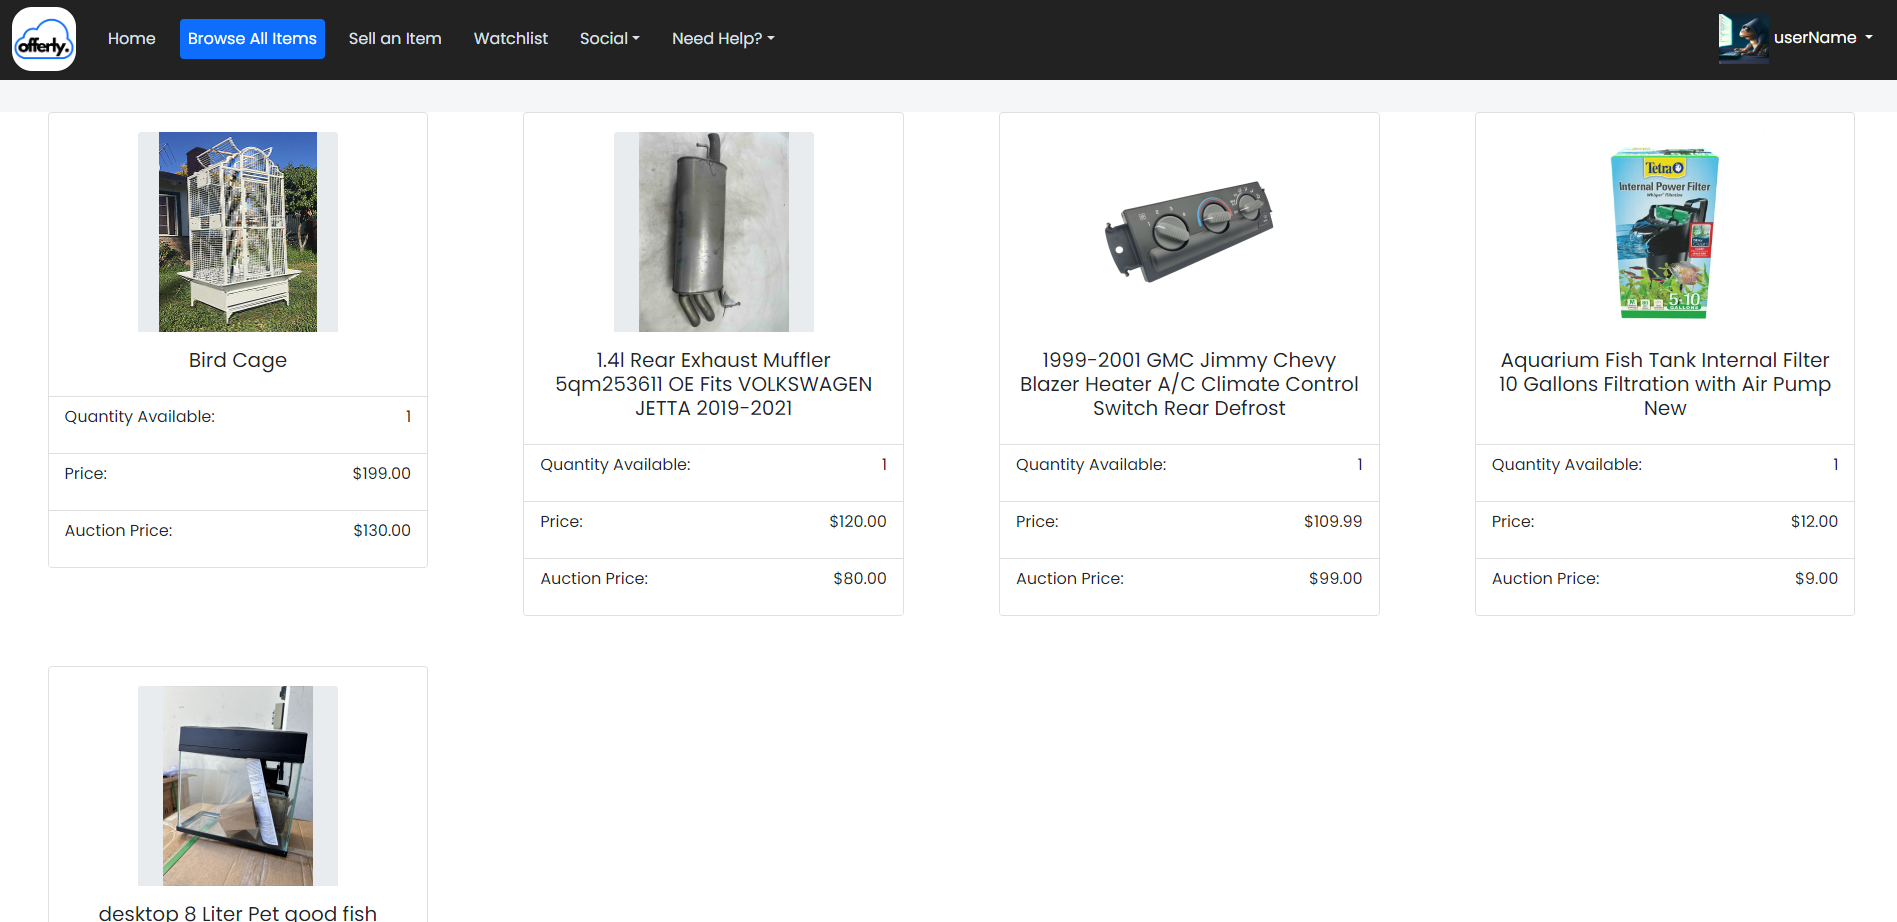 offerly.
Home
Browse All Items
Sell an Item
Watchlist
Social
Need Help?
userName
Bird Cage
Quantity Available: 1
Price: $199.00
Auction Price: $130.00
1.4l Rear Exhaust Muffler
5qm253611 OE Fits VOLKSWAGEN
JETTA 2019-2021
Quantity Available: 1
Price: $120.00
Auction Price: $80.00
1999-2001 GMC Jimmy Chevy
Blazer Heater A/C Climate Control
Switch Rear Defrost
Quantity Available: 1
Price: $109.99
Auction Price: $99.00
Tetra
Internal Power Filter
5-10
GALLONS
Aquarium Fish Tank Internal Filter
10 Gallons Filtration with Air Pump
New
Quantity Available: 1
Price: $12.00
Auction Price: $9.00
desktop 8 Liter Pet good fish